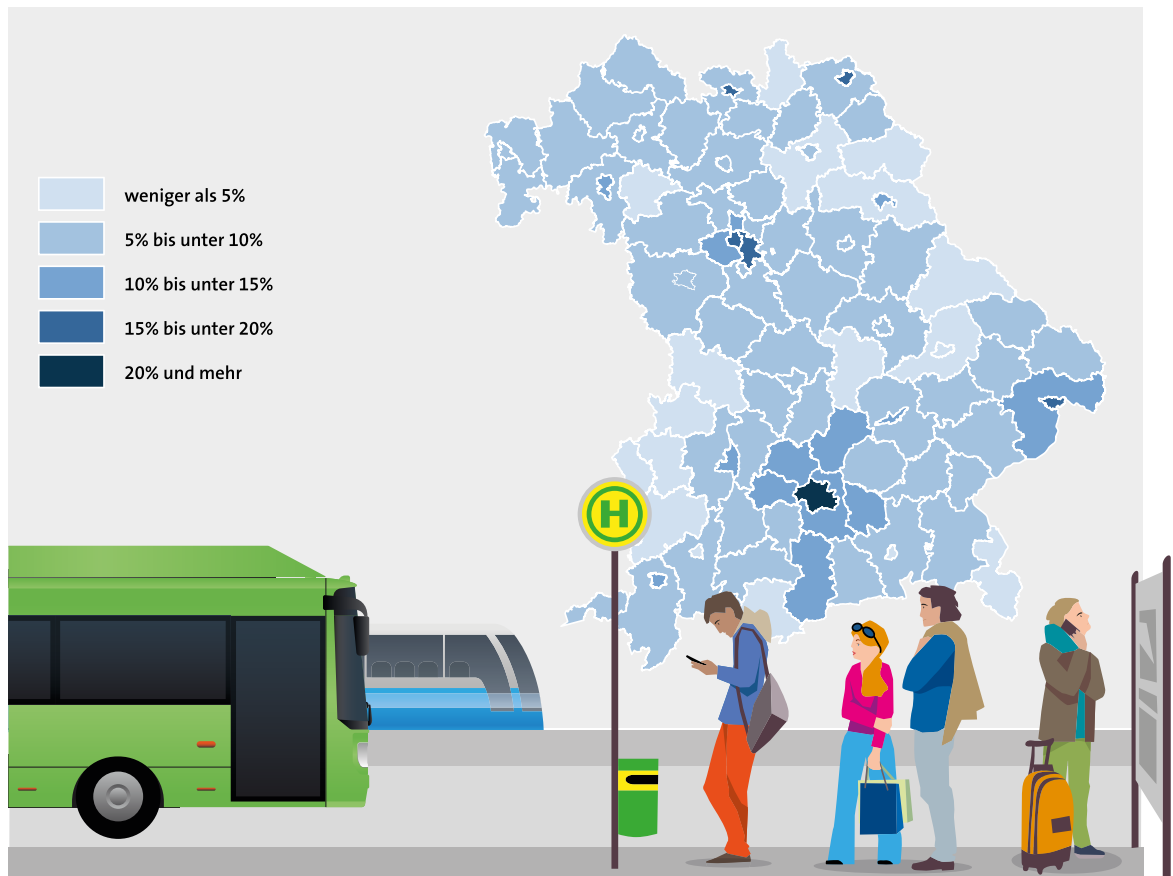 weniger als 5%
5% bis unter 10%
10% bis unter 15%
15% bis unter 20%
20% und mehr
H